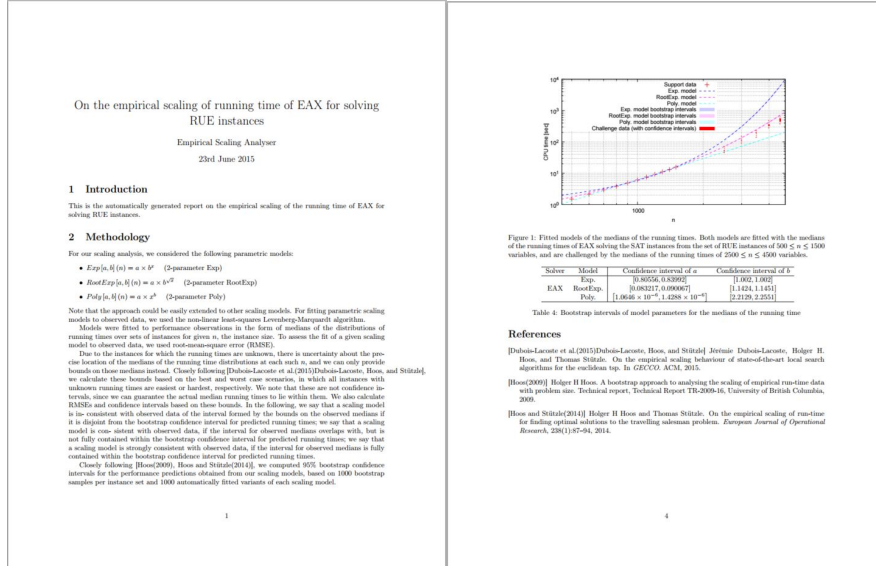 On the empirical scaling of running time of EAX for solving
RUE instances
Empirical Scaling Analyser
23rd June 2015
1 Introduction
This is the automatically generated report on the empirical scaling of the running time of EAX for
solving RUE instances.
2 Methodology
For our scaling analysis, we considered the following parametric models:
• Exp [a, b] (n) = a × b^x (2-parameter Exp)
• RootExp [a, b] (n) = a × b^√x (2-parameter RootExp)
• Poly [a, b] (n) = a × x^b (2-parameter Poly)
Note that the approach could be easily extended to other scaling models. For fitting parametric scaling
models to observed data, we used the non-linear least-squares Levenberg-Marquardt algorithm.
Models were fitted to performance observations in the form of medians of the distributions of
running times over sets of instances for given n, the instance size. To assess the fit of a given scaling
model to observed data, we used root-mean-square error (RMSE).
Due to the instances for which the running times are unknown, there is uncertainty about the pre-
cise location of the medians of the running time distributions at each such n, and we can only provide
bounds on those medians instead. Closely following [Dubois-Lacoste et al.(2015)Dubois-Lacoste, Hoos, and Stützle],
we calculate these bounds based on the best and worst case scenarios, in which all instances with
unknown running times are easiest or hardest, respectively. We note that these are not confidence in-
tervals, since we can guarantee the actual median running times to lie within them. We also calculate
RMSEs and confidence intervals based on these bounds. In the following, we say that a scaling model
is in- consistent with observed data of the interval formed by the bounds on the observed medians if
it is disjoint from the bootstrap confidence interval for predicted running times; we say that a scaling
model is con- sistent with observed data, if the interval for observed medians overlaps with, but is
not fully contained within the bootstrap confidence interval for predicted running times; we say that
a scaling model is strongly consistent with observed data, if the interval for observed medians is fully
contained within the bootstrap confidence interval for predicted running times.
Closely following [Hoos(2009), Hoos and Stützle(2014)], we computed 95% bootstrap confidence
intervals for the performance predictions obtained from our scaling models, based on 1000 bootstrap
samples per instance set and 1000 automatically fitted variants of each scaling model.
1
10^4
10^3
10^2
10^1
10^0
CPU time [sec]
Support data
Exp. model
RootExp. model
Poly. model
Exp. model bootstrap intervals
RootExp. model bootstrap intervals
Poly. model bootstrap intervals
Challenge data (with confidence intervals)
1000
n
Figure 1: Fitted models of the medians of the running times. Both models are fitted with the medians
of the running times of EAX solving the SAT instances from the set of RUE instances of 500 ≤ n ≤ 1500
variables, and are challenged by the medians of the running times of 2500 ≤ n ≤ 4500 variables.
Solver Model Confidence interval of a Confidence interval of b
Exp. [0.80556, 0.83992] [1.002, 1.002]
EAX RootExp. [0.083217, 0.090067] [1.1424, 1.1451]
Poly. [1.0646 × 10^−6, 1.4288 × 10^−6] [2.2129, 2.2551]
Table 4: Bootstrap intervals of model parameters for the medians of the running time
References
[Dubois-Lacoste et al.(2015)Dubois-Lacoste, Hoos, and Stützle] Jérémie Dubois-Lacoste, Holger H.
Hoos, and Thomas Stützle. On the empirical scaling behaviour of state-of-the-art local search
algorithms for the euclidean tsp. In GECCO. ACM, 2015.
[Hoos(2009)] Holger H Hoos. A bootstrap approach to analysing the scaling of empirical run-time data
with problem size. Technical report, Technical Report TR-2009-16, University of British Columbia,
2009.
[Hoos and Stützle(2014)] Holger H Hoos and Thomas Stützle. On the empirical scaling of run-time
for finding optimal solutions to the travelling salesman problem. European Journal of Operational
Research, 238(1):87–94, 2014.
4